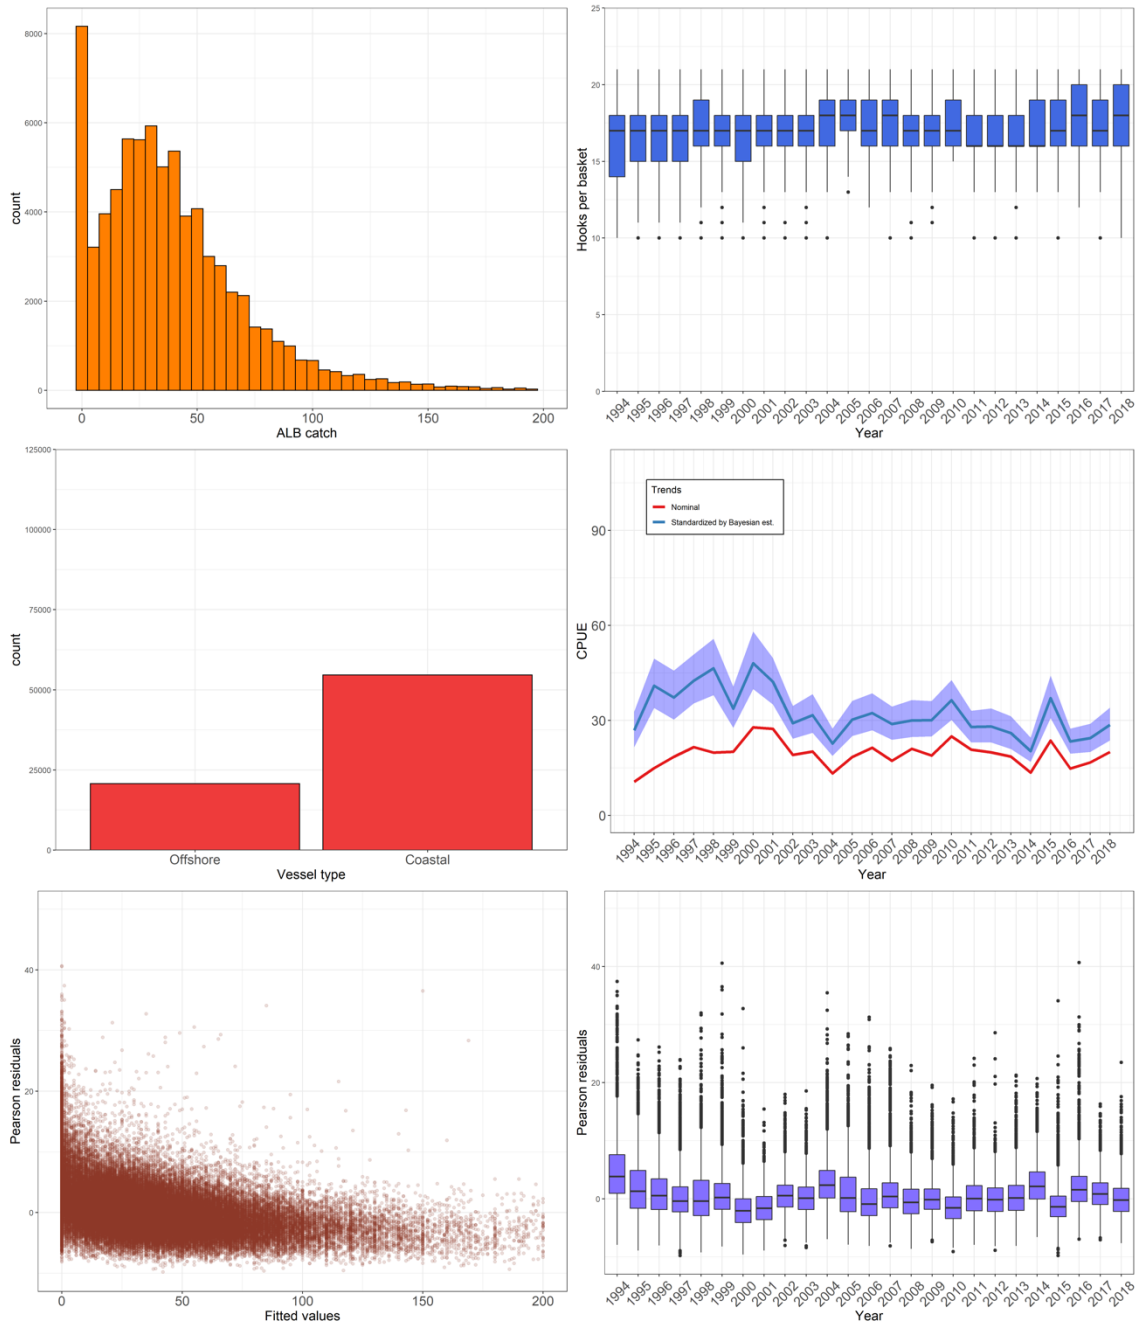 8000
6000
4000
2000
0
count
0 50 100 150 200
ALB catch
25
20
15
10
5
0
Hooks per basket
1994 1995 1996 1997 1998 1999 2000 2001 2002 2003 2004 2005 2006 2007 2008 2009 2010 2011 2012 2013 2014 2015 2016 2017 2018
Year
125000
100000
75000
50000
25000
0
count
Offshore Coastal
Vessel type
Trends
Nominal
Standardized by Bayesian est.
90
60
30
0
CPUE
1994 1995 1996 1997 1998 1999 2000 2001 2002 2003 2004 2005 2006 2007 2008 2009 2010 2011 2012 2013 2014 2015 2016 2017 2018
Year
40
20
0
Pearson residuals
0 50 100 150 200
Fitted values
40
20
0
Pearson residuals
1994 1995 1996 1997 1998 1999 2000 2001 2002 2003 2004 2005 2006 2007 2008 2009 2010 2011 2012 2013 2014 2015 2016 2017 2018
Year